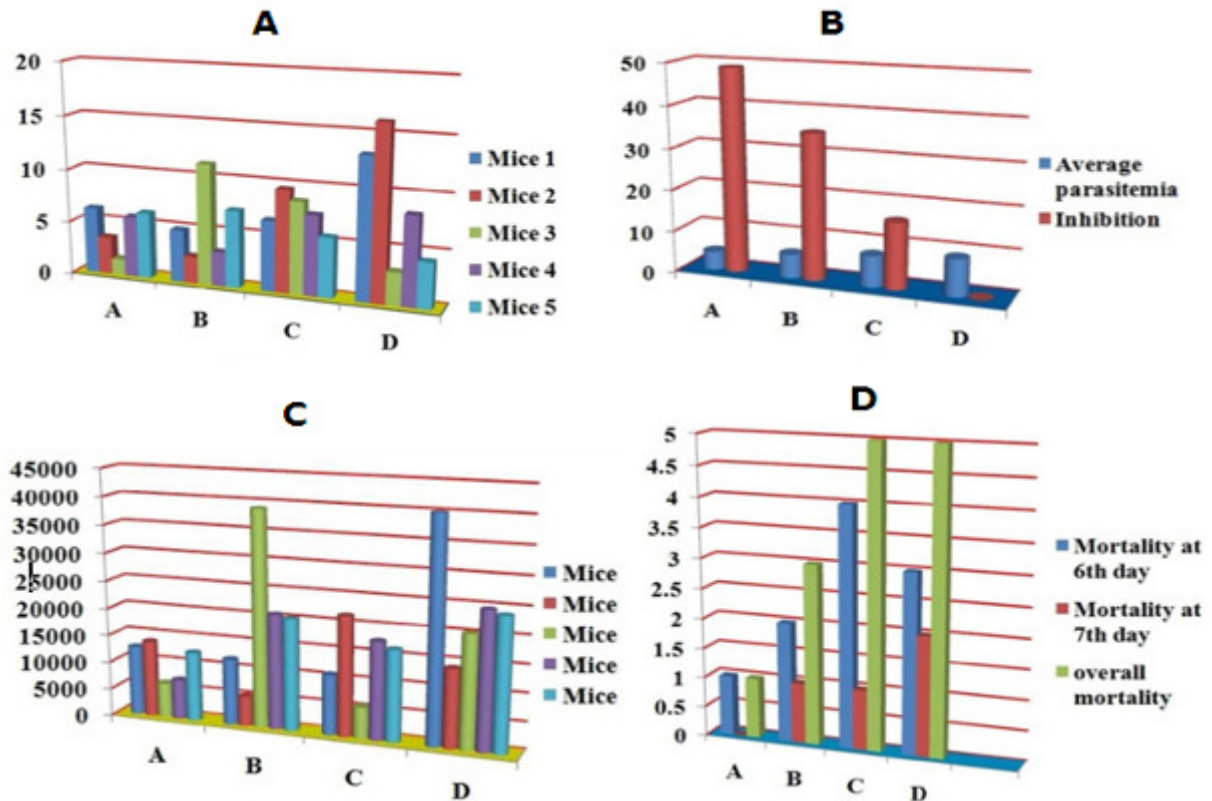 A
20
15
10
5
0
A B C D
Mice 1
Mice 2
Mice 3
Mice 4
Mice 5
B
50
40
30
20
10
0
A B C D
Average
parasitemia
Inhibition
C
45000
40000
35000
30000
25000
20000
15000
10000
5000
0
A B C D
Mice
Mice
Mice
Mice
Mice
D
5
4.5
4
3.5
3
2.5
2
1.5
1
0.5
0
A B C D
Mortality at
6th day
Mortality at
7th day
overall
mortality